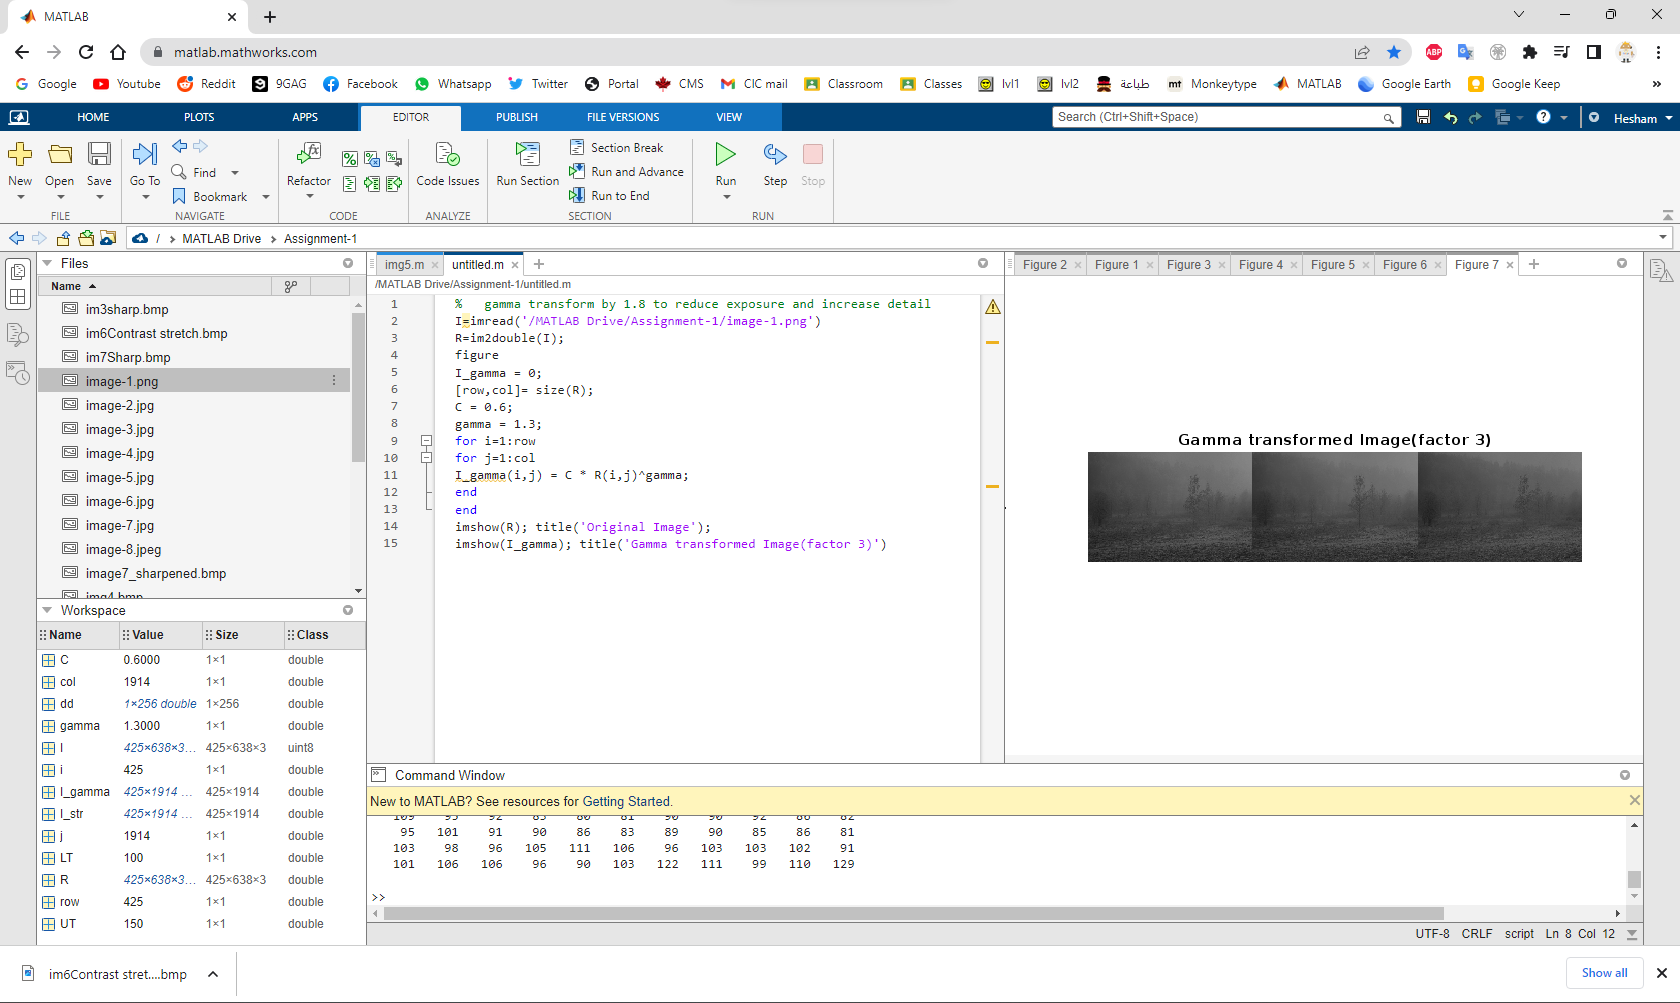 MATLAB
matlab.mathworks.com
Google Youtube Reddit 9GAG Facebook Whatsapp Twitter Portal CMS CIC mail Classroom Classes lvl1 lvl2 طباعة Monkeytype MATLAB Google Earth Google Keep »
HOME PLOTS APPS EDITOR PUBLISH FILE VERSIONS VIEW Search (Ctrl+Shift+Space) Hesham
New Open Save Go To Find Bookmark Refactor Code Issues Run Section Section Break Run and Advance Run to End Run Step Stop
FILE NAVIGATE CODE ANALYZE SECTION RUN
/ › MATLAB Drive › Assignment-1
Files
Name
im3sharp.bmp
im6Contrast stretch.bmp
im7Sharp.bmp
image-1.png
image-2.jpg
image-3.jpg
image-4.jpg
image-5.jpg
image-6.jpg
image-7.jpg
image-8.jpeg
image7_sharpened.bmp
img4.bmp
Workspace
Name Value Size Class
C 0.6000 1×1 double
col 1914 1×1 double
dd 1×256 double 1×256 double
gamma 1.3000 1×1 double
I 425×638×3... 425×638×3 uint8
i 425 1×1 double
I_gamma 425×1914 ... 425×1914 double
I_str 425×1914 ... 425×1914 double
j 1914 1×1 double
LT 100 1×1 double
R 425×638×3... 425×638×3 double
row 425 1×1 double
UT 150 1×1 double
img5.m untitled.m
/MATLAB Drive/Assignment-1/untitled.m
1 % gamma transform by 1.8 to reduce exposure and increase detail
2 I=imread('/MATLAB Drive/Assignment-1/image-1.png')
3 R=im2double(I);
4 figure
5 I_gamma = 0;
6 [row,col]= size(R);
7 C = 0.6;
8 gamma = 1.3;
9 for i=1:row
10 for j=1:col
11 I_gamma(i,j) = C * R(i,j)^gamma;
12 end
13 end
14 imshow(R); title('Original Image');
15 imshow(I_gamma); title('Gamma transformed Image(factor 3)')
Figure 2 Figure 1 Figure 3 Figure 4 Figure 5 Figure 6 Figure 7
Gamma transformed Image(factor 3)
Command Window
New to MATLAB? See resources for Getting Started.
95 101 91 90 86 83 89 90 85 86 81
103 98 96 105 111 106 96 103 103 102 91
101 106 106 96 90 103 122 111 99 110 129
>>
UTF-8 CRLF script Ln 8 Col 12
im6Contrast stret....bmp
Show all